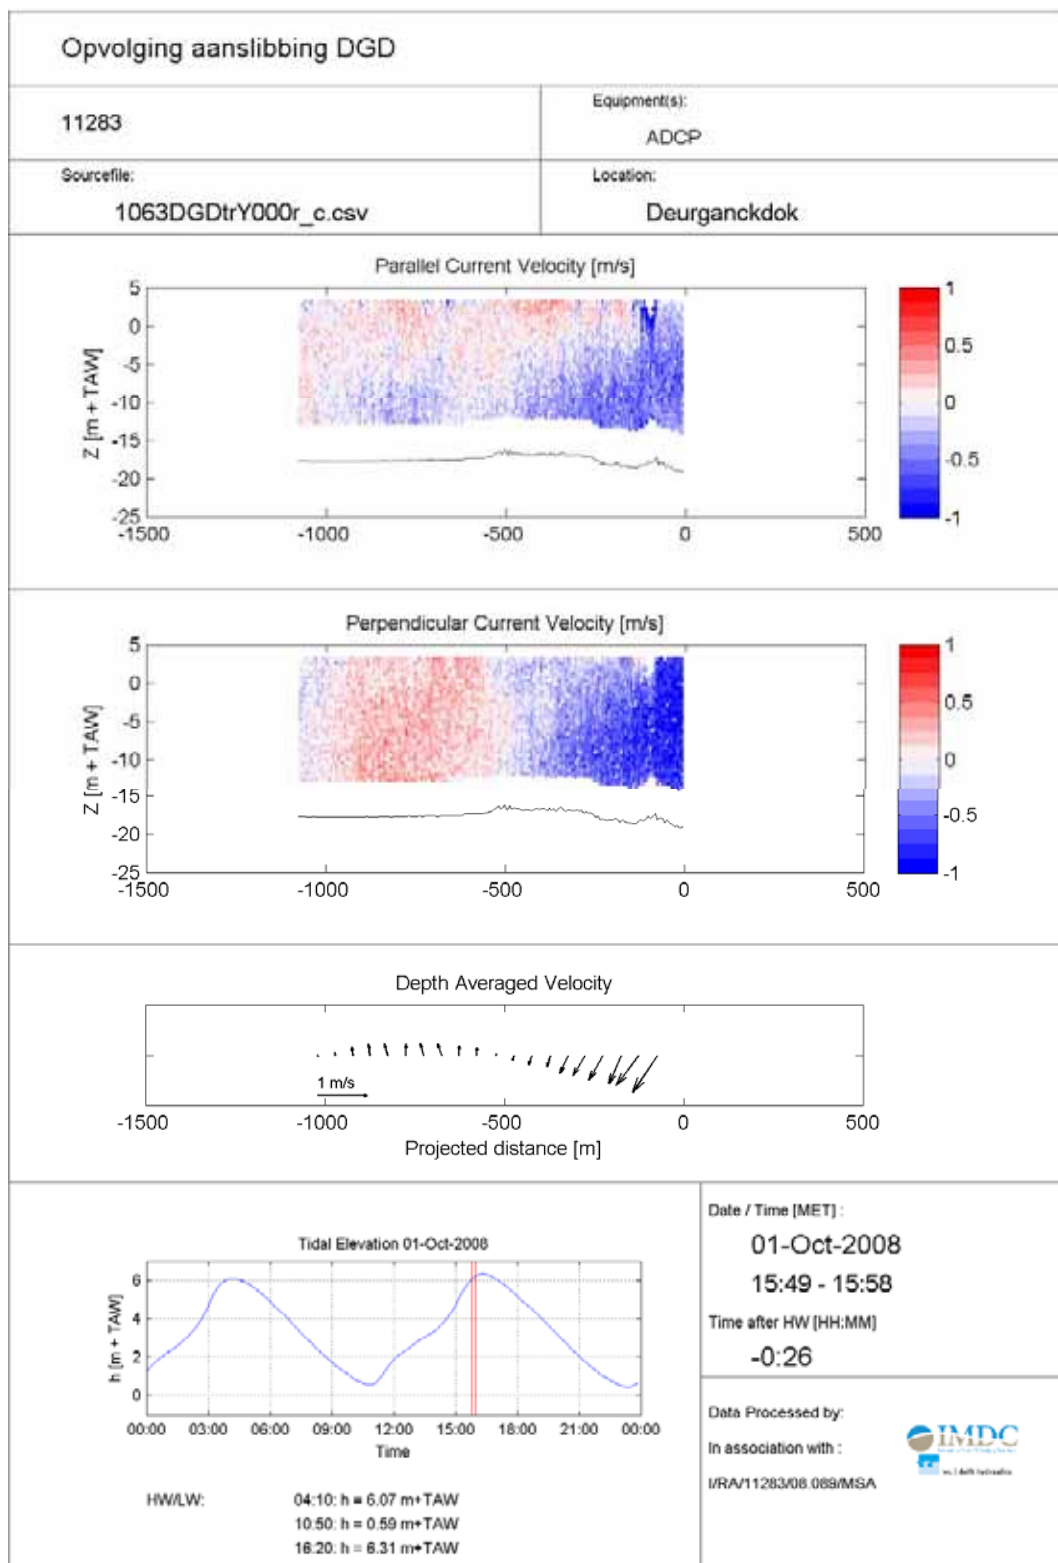 Opvolging aanslibbing DGD
11283
Equipment(s):
ADCP
Sourcefile:
1063DGDtrY000r_c.csv
Location:
Deurganckdok
Parallel Current Velocity [m/s]
5
0
-5
-10
-15
-20
-25
Z [m + TAW]
-1500
-1000
-500
0
500
1
0.5
0
-0.5
-1
Perpendicular Current Velocity [m/s]
5
0
-5
-10
-15
-20
-25
Z [m + TAW]
-1500
-1000
-500
0
500
1
0.5
0
-0.5
-1
Depth Averaged Velocity
1 m/s
-1500
-1000
-500
0
500
Projected distance [m]
Tidal Elevation 01-Oct-2008
6
4
2
0
h [m + TAW]
00:00
03:00
06:00
09:00
12:00
15:00
18:00
21:00
00:00
Time
HW/LW:
04:10: h = 6.07 m+TAW
10:50: h = 0.59 m+TAW
16:20: h = 6.31 m+TAW
Date / Time [MET] :
01-Oct-2008
15:49 - 15:58
Time after HW [HH:MM]
-0:26
Data Processed by:
IMDC
In association with :
wl | delft hydraulics
I/RA/11283/08.089/MSA